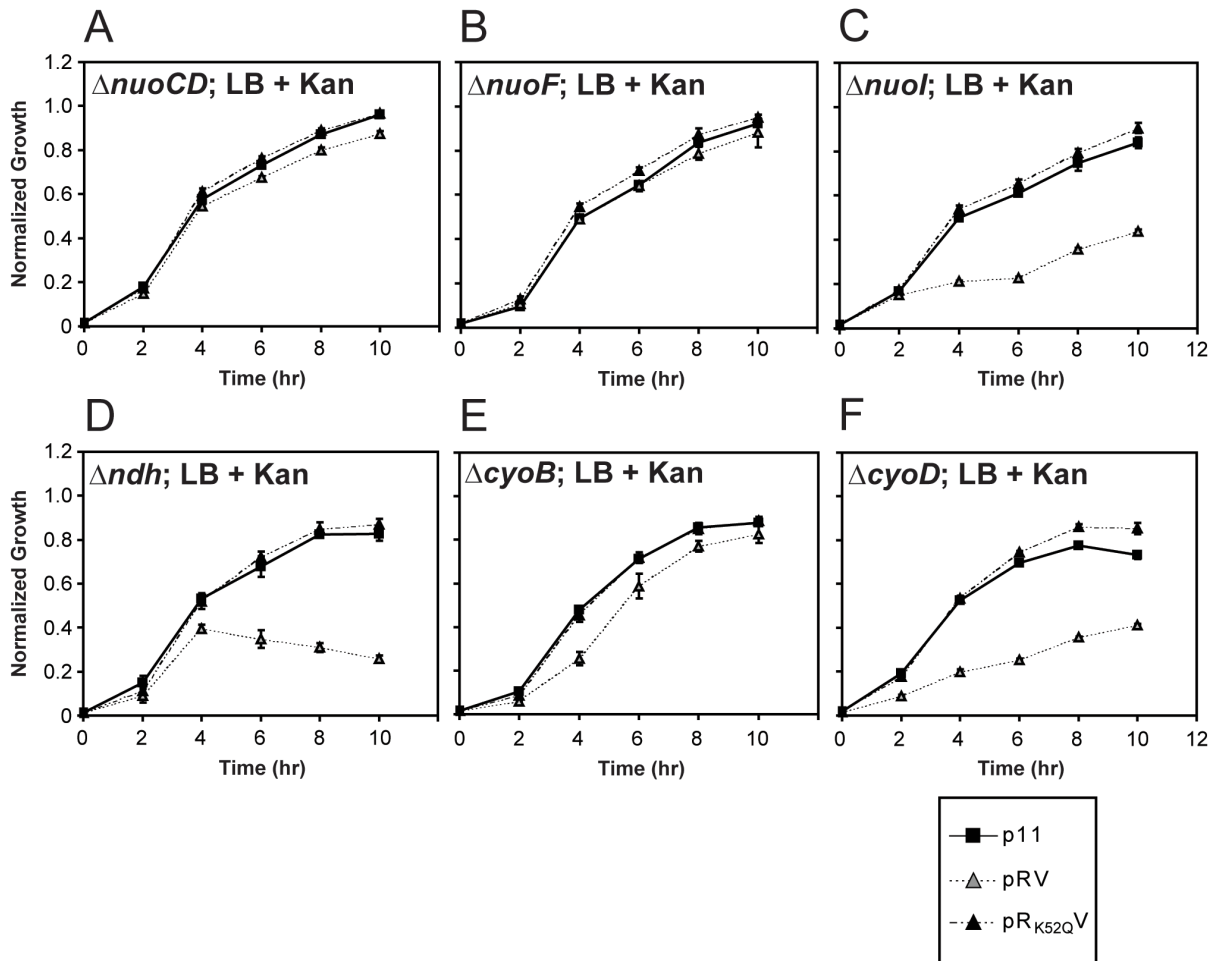 A
B
C
ΔnuoCD; LB + Kan
ΔnuoF; LB + Kan
ΔnuoI; LB + Kan
Normalized Growth
1.2
1.0
0.8
0.6
0.4
0.2
0
0 2 4 6 8 10
0 2 4 6 8 10
0 2 4 6 8 10 12
Time (hr)
Time (hr)
Time (hr)
D
E
F
Δndh; LB + Kan
ΔcyoB; LB + Kan
ΔcyoD; LB + Kan
Normalized Growth
1.2
1.0
0.8
0.6
0.4
0.2
0
0 2 4 6 8 10
0 2 4 6 8 10
0 2 4 6 8 10 12
Time (hr)
Time (hr)
Time (hr)
p11
pRV
pRK52QV